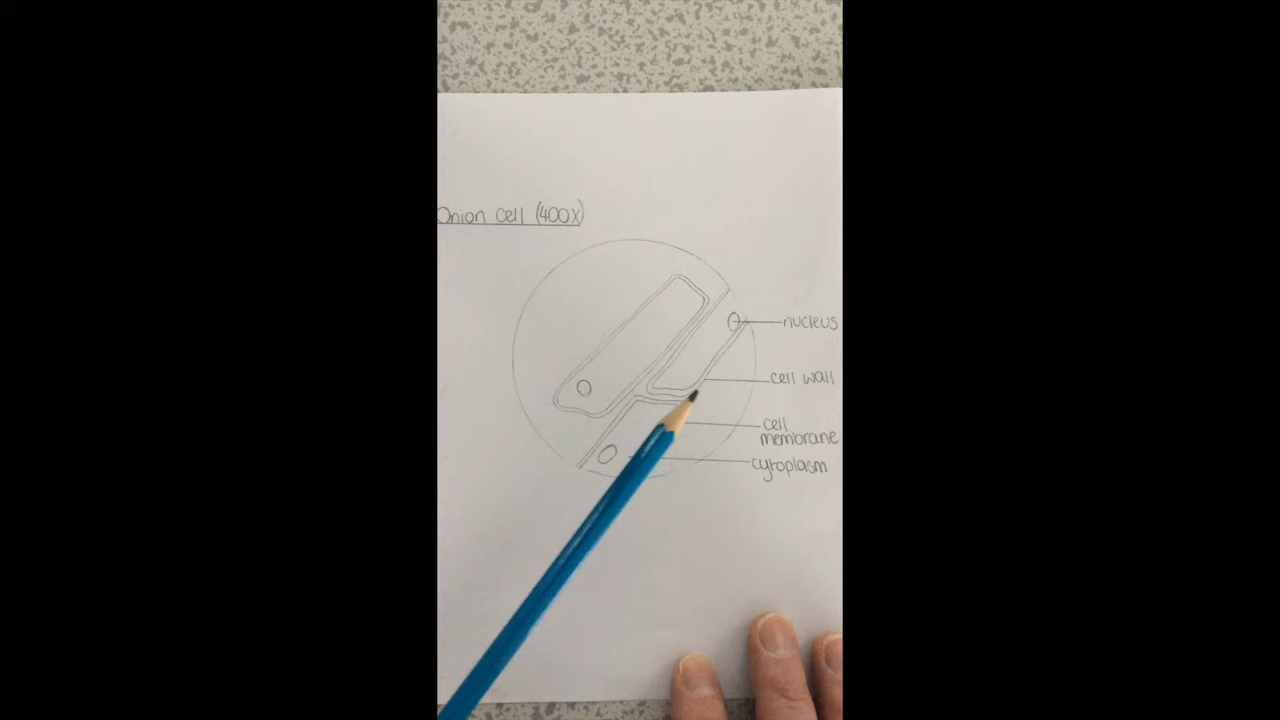 Onion Cell (400X)
nucleus
cell wall
cell
membrane
cytoplasm